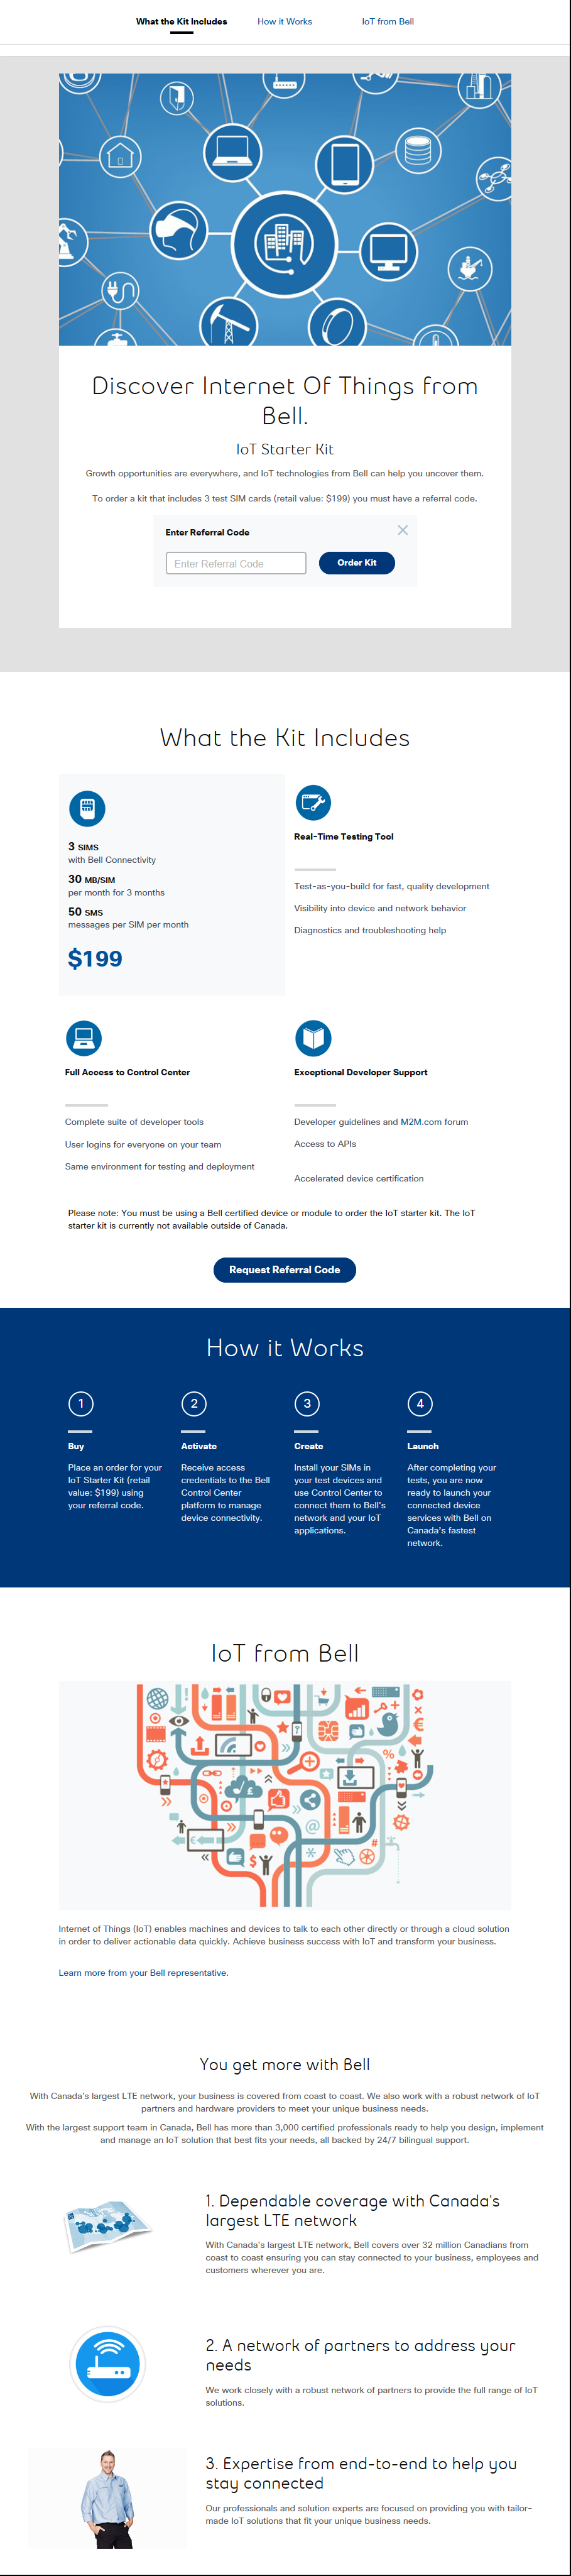 What the Kit Includes
How it Works
IoT from Bell
Discover Internet Of Things from
Bell.
IoT Starter Kit
Growth opportunities are everywhere, and IoT technologies from Bell can help you uncover them.
To order a kit that includes 3 test SIM cards (retail value: $199) you must have a referral code.
Enter Referral Code
Enter Referral Code
Order Kit
What the Kit Includes
3 SIMS
with Bell Connectivity
30 MB/SIM
per month for 3 months
50 SMS
messages per SIM per month
$199
Real-Time Testing Tool
Test-as-you-build for fast, quality development
Visibility into device and network behavior
Diagnostics and troubleshooting help
Full Access to Control Center
Complete suite of developer tools
User logins for everyone on your team
Same environment for testing and deployment
Exceptional Developer Support
Developer guidelines and M2M.com forum
Access to APIs
Accelerated device certification
Please note: You must be using a Bell certified device or module to order the IoT starter kit. The IoT
starter kit is currently not available outside of Canada.
Request Referral Code
How it Works
1
Buy
Place an order for your
IoT Starter Kit (retail
value: $199) using
your referral code.
2
Activate
Receive access
credentials to the Bell
Control Center
platform to manage
device connectivity.
3
Create
Install your SIMs in
your test devices and
use Control Center to
connect them to Bell's
network and your IoT
applications.
4
Launch
After completing your
tests, you are now
ready to launch your
connected device
services with Bell on
Canada's fastest
network.
IoT from Bell
Internet of Things (IoT) enables machines and devices to talk to each other directly or through a cloud solution
in order to deliver actionable data quickly. Achieve business success with IoT and transform your business.
Learn more from your Bell representative.
You get more with Bell
With Canada's largest LTE network, your business is covered from coast to coast. We also work with a robust network of IoT
partners and hardware providers to meet your unique business needs.
With the largest support team in Canada, Bell has more than 3,000 certified professionals ready to help you design, implement
and manage an IoT solution that best fits your needs, all backed by 24/7 bilingual support.
1. Dependable coverage with Canada's
largest LTE network
With Canada's largest LTE network, Bell covers over 32 million Canadians from
coast to coast ensuring you can stay connected to your business, employees and
customers wherever you are.
2. A network of partners to address your
needs
We work closely with a robust network of partners to provide the full range of IoT
solutions.
3. Expertise from end-to-end to help you
stay connected
Our professionals and solution experts are focused on providing you with tailor-
made IoT solutions that fit your unique business needs.